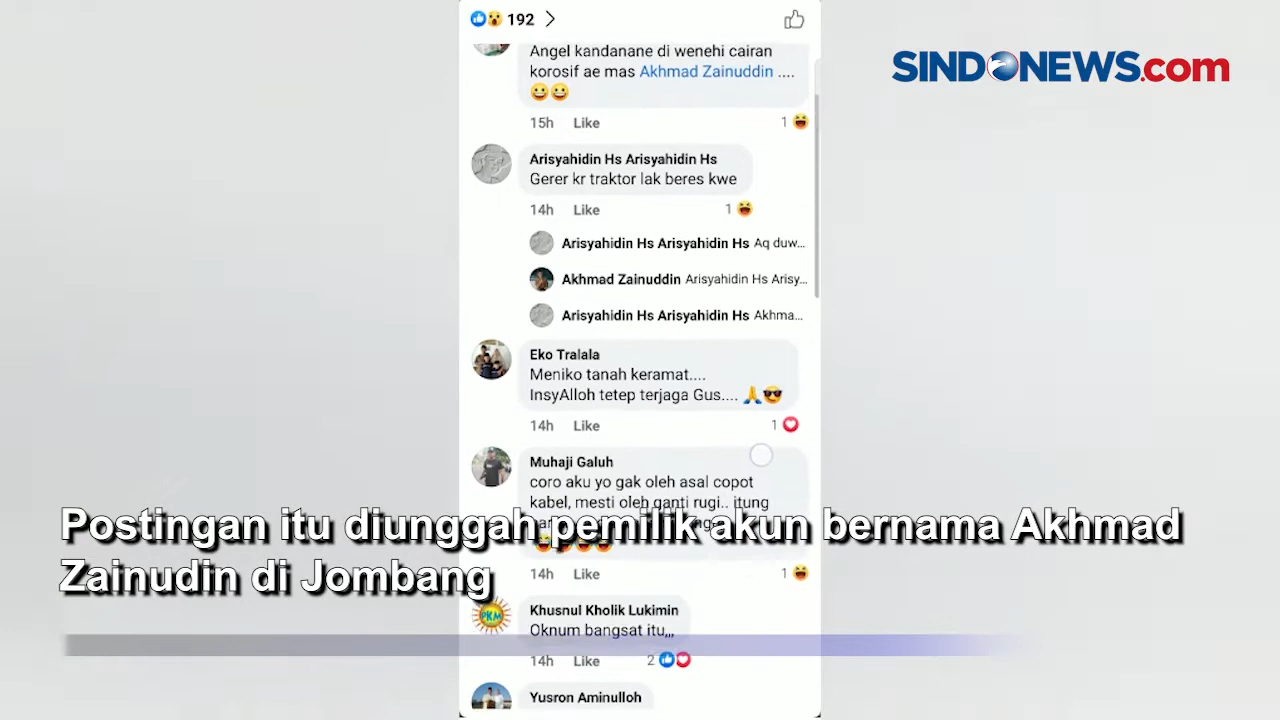 192
SINDONEWS.com
Angel kandanane di wenehi cairan
korosif ae mas Akhmad Zainuddin ....
15h Like 1
Arisyahidin Hs Arisyahidin Hs
Gerer kr traktor lak beres kwe
14h Like 1
Arisyahidin Hs Arisyahidin Hs Aq duw...
Akhmad Zainuddin Arisyahidin Hs Arisy...
Arisyahidin Hs Arisyahidin Hs Akhma...
Eko Tralala
Meniko tanah keramat....
InsyAlloh tetep terjaga Gus....
14h Like 1
Muhaji Galuh
coro aku yo gak oleh asal copot
kabel, mesti oleh ganti rugi.. itung
14h Like 1
Postingan itu diunggah pemilik akun bernama Akhmad
Zainudin di Jombang
PKM
Khusnul Kholik Lukimin
Oknum bangsat itu,,,
14h Like 2
Yusron Aminulloh